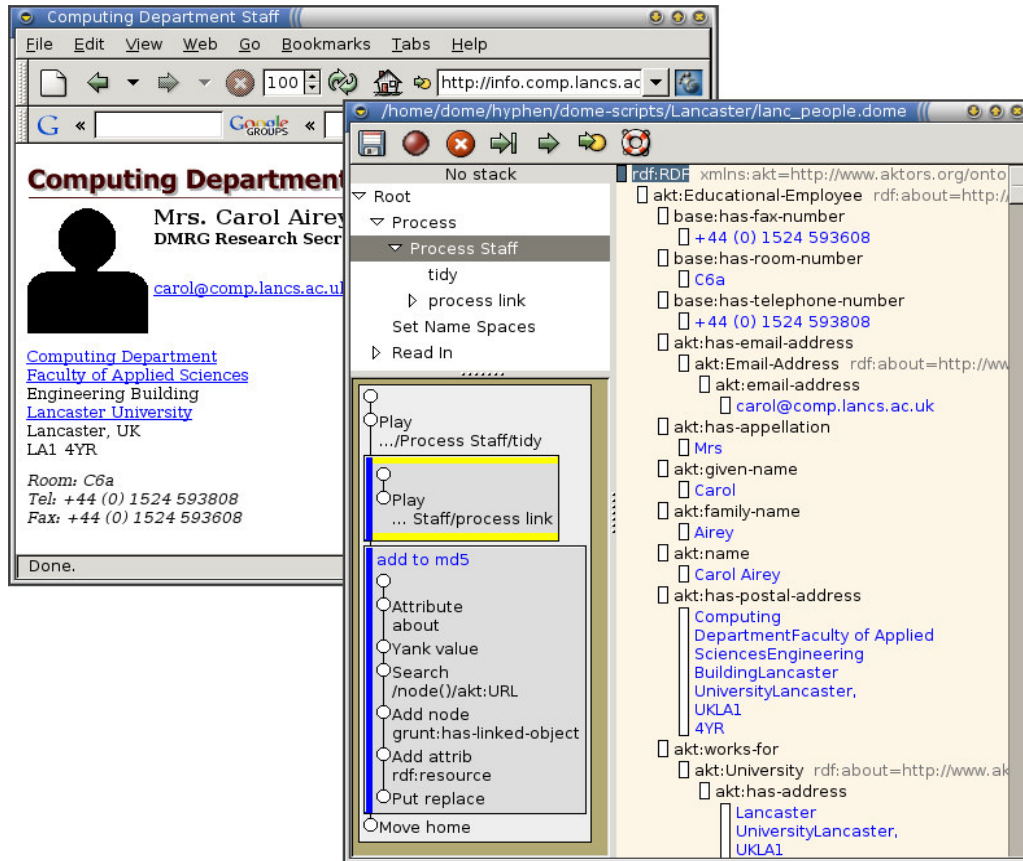 Computing Department Staff
File Edit View Web Go Bookmarks Tabs Help
100 http://info.comp.lancs.ac
G « Google GROUPS «
Computing Department
Mrs. Carol Airey
DMRG Research Secr
carol@comp.lancs.ac.u
Computing Department
Faculty of Applied Sciences
Engineering Building
Lancaster University
Lancaster, UK
LA1 4YR
Room: C6a
Tel: +44 (0) 1524 593808
Fax: +44 (0) 1524 593608
Done.
/home/dome/hyphen/dome-scripts/Lancaster/lanc_people.dome
No stack
Root
Process
Process Staff
tidy
process link
Set Name Spaces
Read In
Play
.../Process Staff/tidy
Play
... Staff/process link
add to md5
Attribute
about
Yank value
Search
/node()/akt:URL
Add node
grunt:has-linked-object
Add attrib
rdf:resource
Put replace
Move home
rdf:RDF xmlns:akt=http://www.aktors.org/onto
akt:Educational-Employee rdf:about=http:/
base:has-fax-number
+44 (0) 1524 593608
base:has-room-number
C6a
base:has-telephone-number
+44 (0) 1524 593808
akt:has-email-address
akt:Email-Address rdf:about=http://ww
akt:email-address
carol@comp.lancs.ac.uk
akt:has-appellation
Mrs
akt:given-name
Carol
akt:family-name
Airey
akt:name
Carol Airey
akt:has-postal-address
Computing
DepartmentFaculty of Applied
SciencesEngineering
BuildingLancaster
UniversityLancaster,
UKLA1
4YR
akt:works-for
akt:University rdf:about=http://www.ak
akt:has-address
Lancaster
UniversityLancaster,
UKLA1